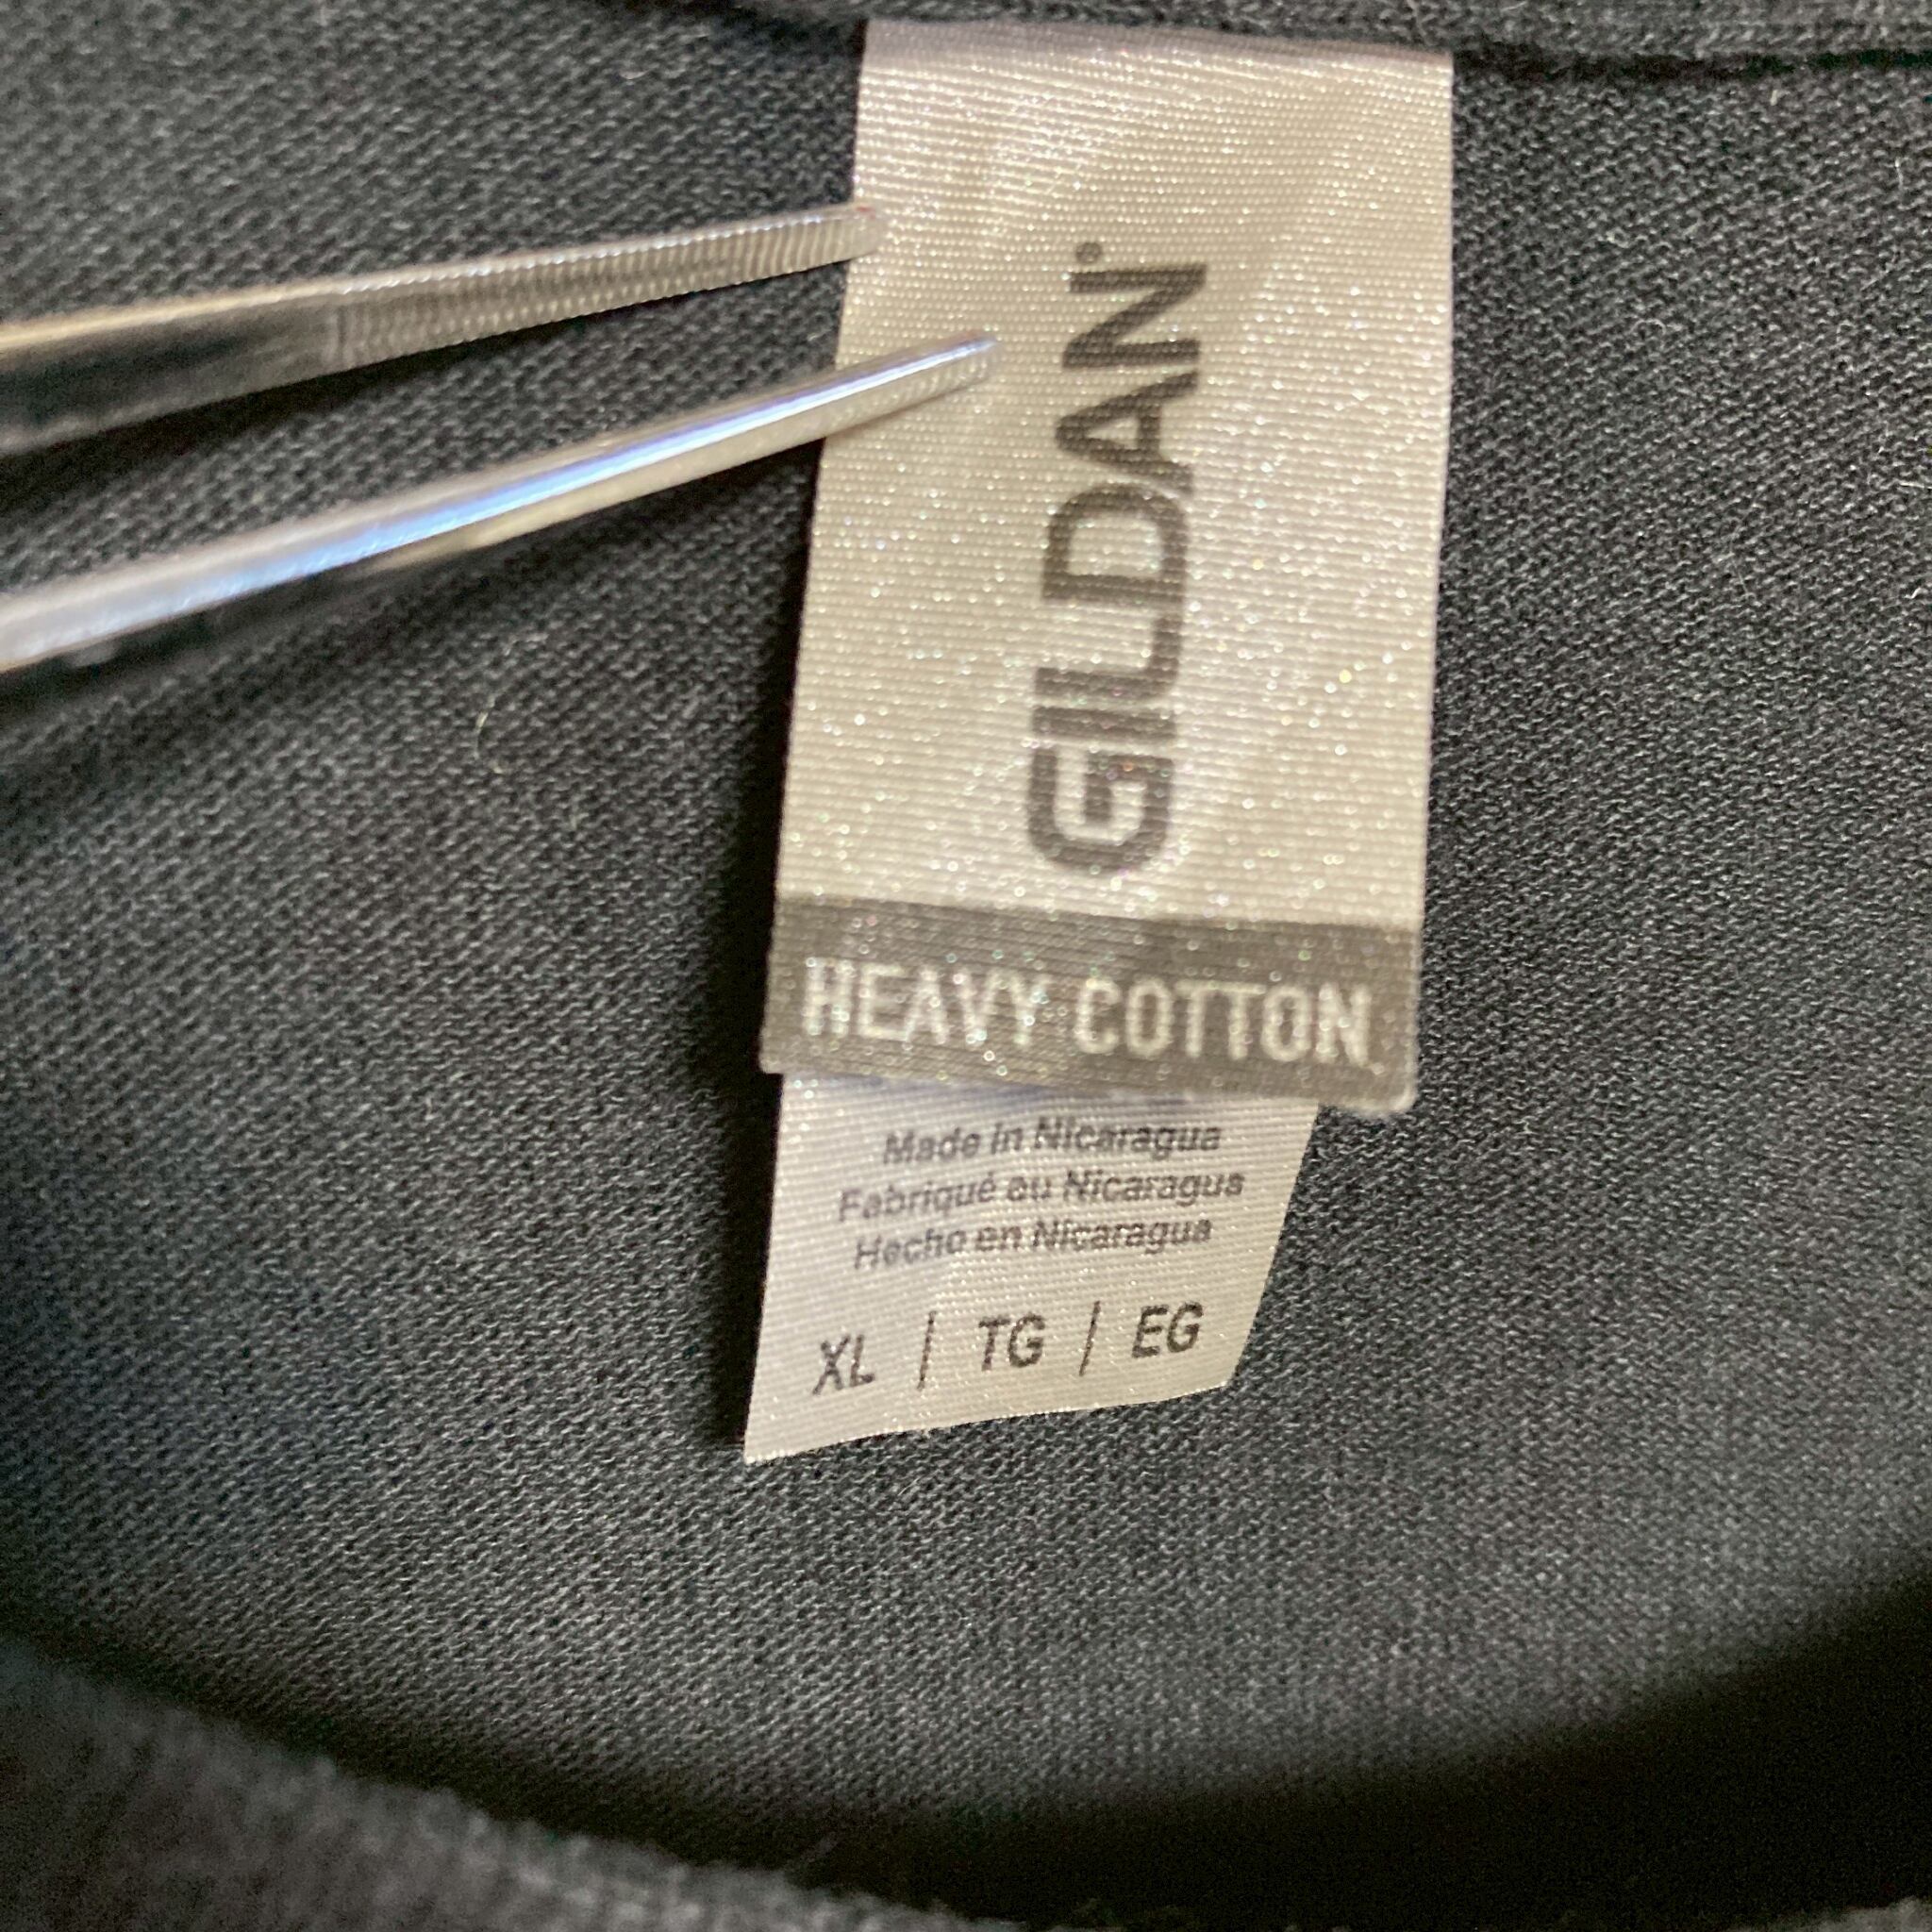 GILDAN®
HEAVY COTTON
Made in Nicaragua
Fabriqué au Nicaragua
Hecho en Nicaragua
XL / TG / EG